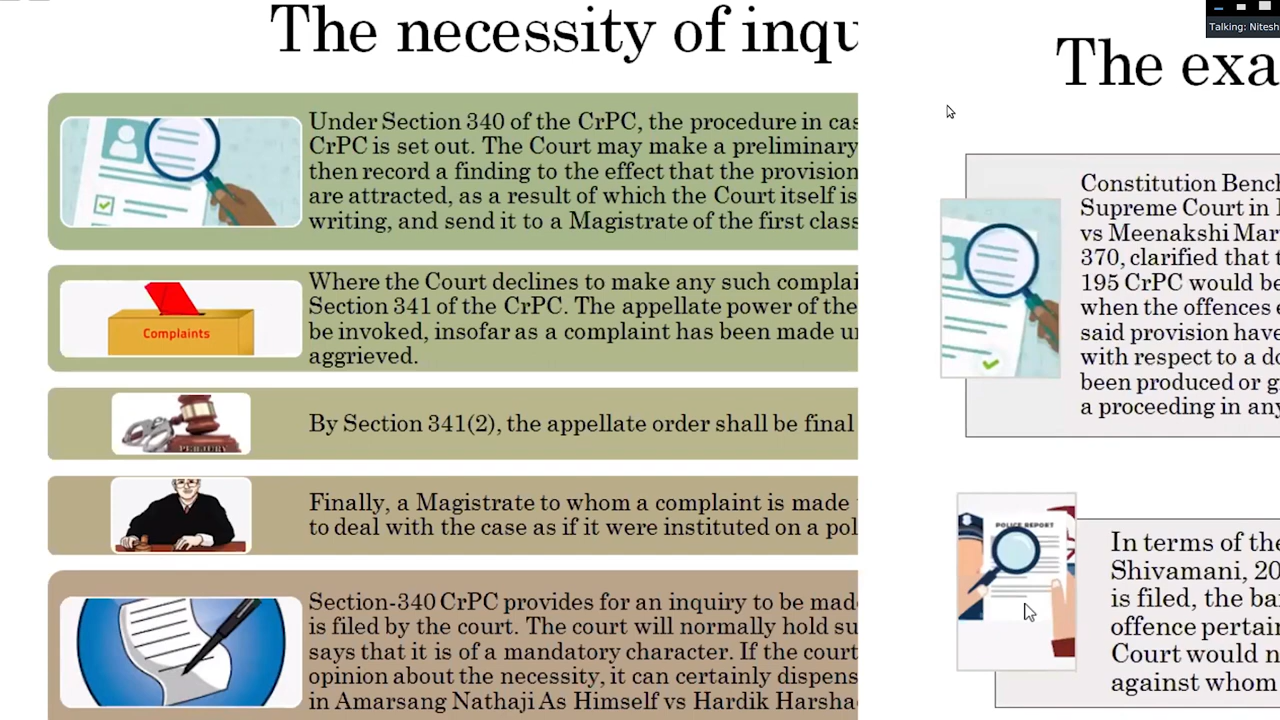 The necessity of inqu
Under Section 340 of the CrPC, the procedure in cas
CrPC is set out. The Court may make a preliminary
then record a finding to the effect that the provision
are attracted, as a result of which the Court itself is
writing, and send it to a Magistrate of the first class
Complaints
Where the Court declines to make any such complai
Section 341 of the CrPC. The appellate power of the
be invoked, insofar as a complaint has been made u
aggrieved.
PERJURY
By Section 341(2), the appellate order shall be final
Finally, a Magistrate to whom a complaint is made
to deal with the case as if it were instituted on a pol
Section-340 CrPC provides for an inquiry to be mad
is filed by the court. The court will normally hold su
says that it is of a mandatory character. If the court
opinion about the necessity, it can certainly dispens
in Amarsang Nathaji As Himself vs Hardik Harsha
Talking: Nitesh
The exa
Constitution Bench
Supreme Court in I
vs Meenakshi Mar
370, clarified that t
195 CrPC would be
when the offences e
said provision have
with respect to a do
been produced or g
a proceeding in any
POLICE REPORT
In terms of the
Shivamani, 20
is filed, the ba
offence pertain
Court would n
against whom